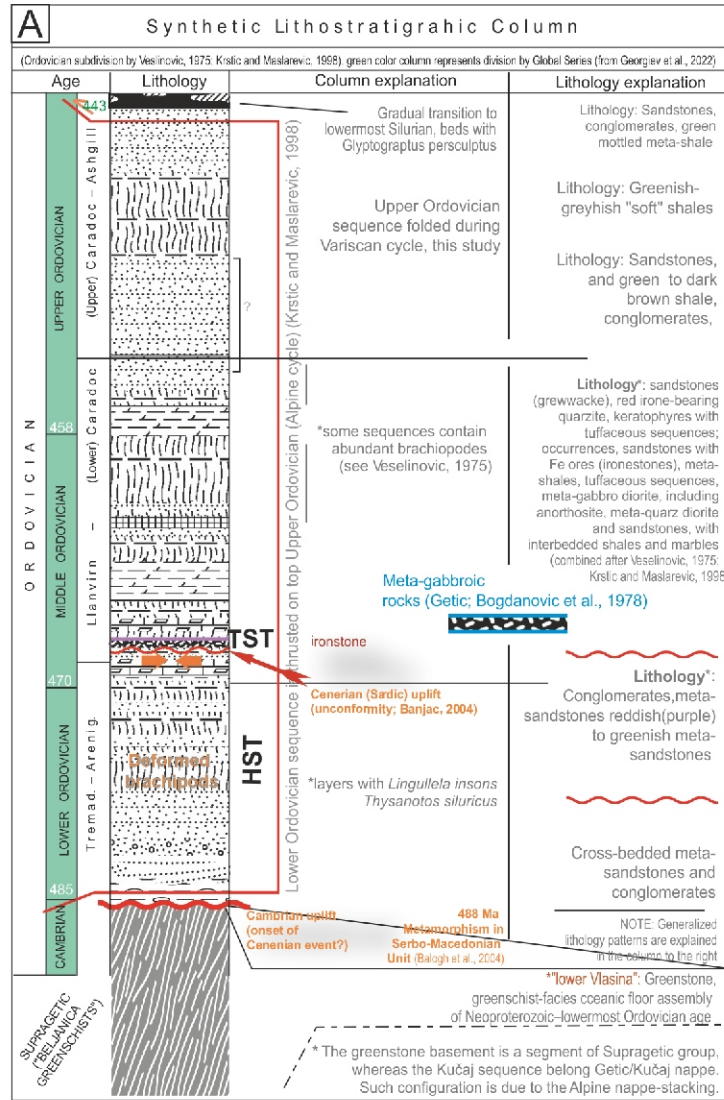 A
Synthetic Lithostratigrahic Column
(Ordovician subdivision by Veslinovic, 1975; Krstic and Maslarevic, 1998), green color column represents division by Global Series (from Georgiev et al., 2022)
Age
Lithology
Column explanation
Lithology explanation
443
458
470
485
ORDOVICIAN
UPPER ORDOVICIAN
MIDDLE ORDOVICIAN
LOWER ORDOVICIAN
CAMBRIAN
(Upper) Caradoc – Ashgill
Llanvirn – (Lower) Caradoc
Tremad. – Arenig.
SUPRAGETIC
("BELJANICA
GREENSCHISTS")
?
Deformed
brachipods
TST
HST
Lower Ordovician sequence is thrusted on top Upper Ordovician (Alpine cycle) (Krstic and Maslarevic, 1998)
Gradual transition to
lowermost Silurian, beds with
Glyptograptus persculptus
Upper Ordovician
sequence folded during
Variscan cycle, this study
*some sequences contain
abundant brachiopodes
(see Veselinovic, 1975)
Meta-gabbroic
rocks (Getic; Bogdanovic et al., 1978)
ironstone
Cenerian (Sardic) uplift
(unconformity; Banjac, 2004)
*layers with Lingullela insons
Thysanotos siluricus
Cambrian uplift
(onset of
Cenenian event?)
488 Ma
Metamorphism in
Serbo-Macedonian
Unit (Balogh et al., 2004)
Lithology: Sandstones,
conglomerates, green
mottled meta-shale
Lithology: Greenish-
greyhish "soft" shales
Lithology: Sandstones,
and green to dark
brown shale,
conglomerates,
Lithology*: sandstones
(grewwacke), red irone-bearing
quarzite, keratophyres with
tuffaceous sequences;
occurrences, sandstones with
Fe ores (ironestones), meta-
shales, tuffaceous sequences,
meta-gabbro diorite, including
anorthosite, meta-quarz diorite
and sandstones, with
interbedded shales and marbles
(combined after Veselinovic, 1975;
Krstic and Maslarevic, 1998
Lithology*:
Conglomerates,meta-
sandstones reddish(purple)
to greenish meta-
sandstones
Cross-bedded meta-
sandstones and
conglomerates
NOTE: Generalized
lithology patterns are explained
in the column to the right
*"lower Vlasina": Greenstone,
greenschist-facies oceanic floor assembly
of Neoproterozoic–lowermost Ordovician age
* The greenstone basement is a segment of Supragetic group,
whereas the Kučaj sequence belong Getic/Kučaj nappe.
Such configuration is due to the Alpine nappe-stacking.